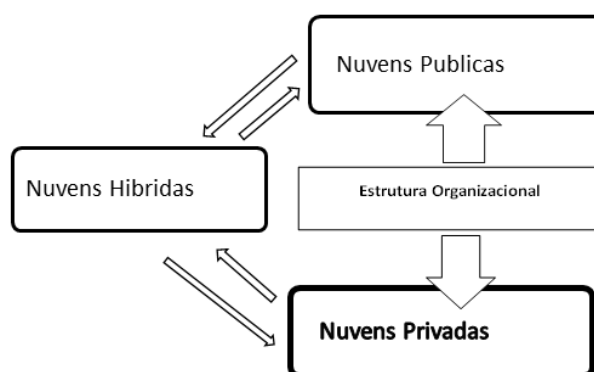 Nuvens Publicas
Nuvens Hibridas
Estrutura Organizacional
Nuvens Privadas